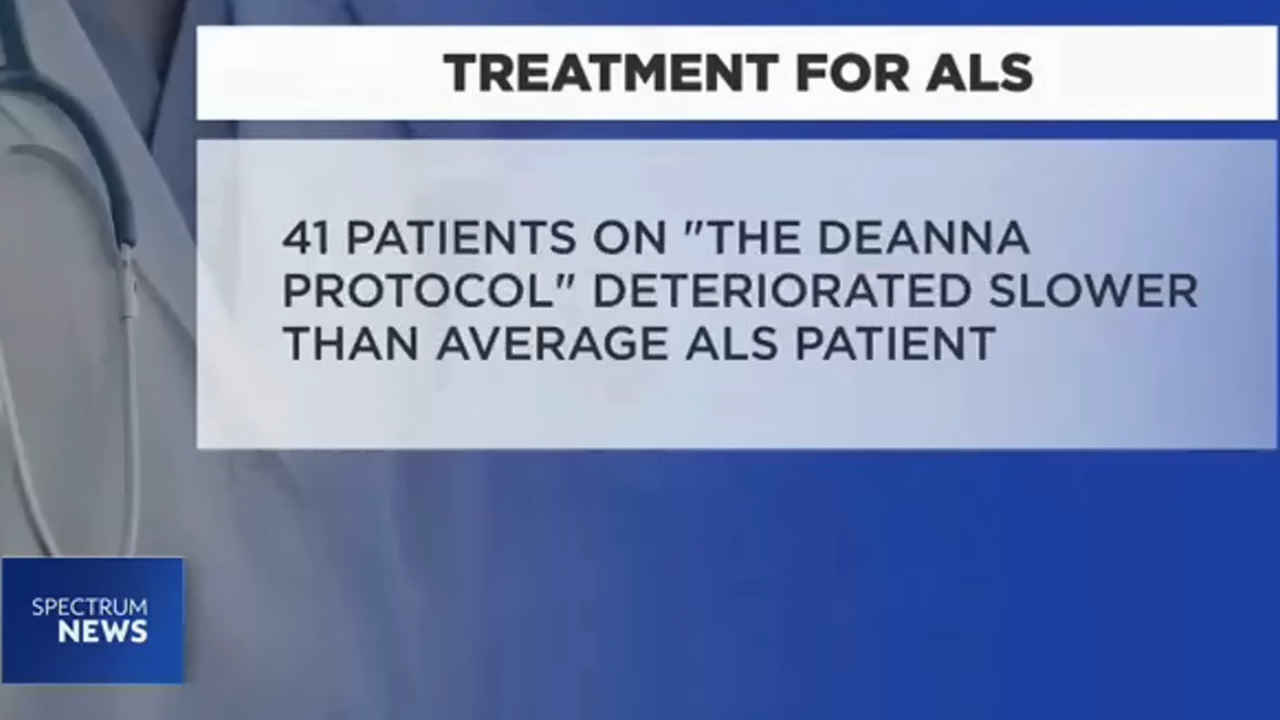 TREATMENT FOR ALS
41 PATIENTS ON "THE DEANNA
PROTOCOL" DETERIORATED SLOWER
THAN AVERAGE ALS PATIENT
SPECTRUM
NEWS